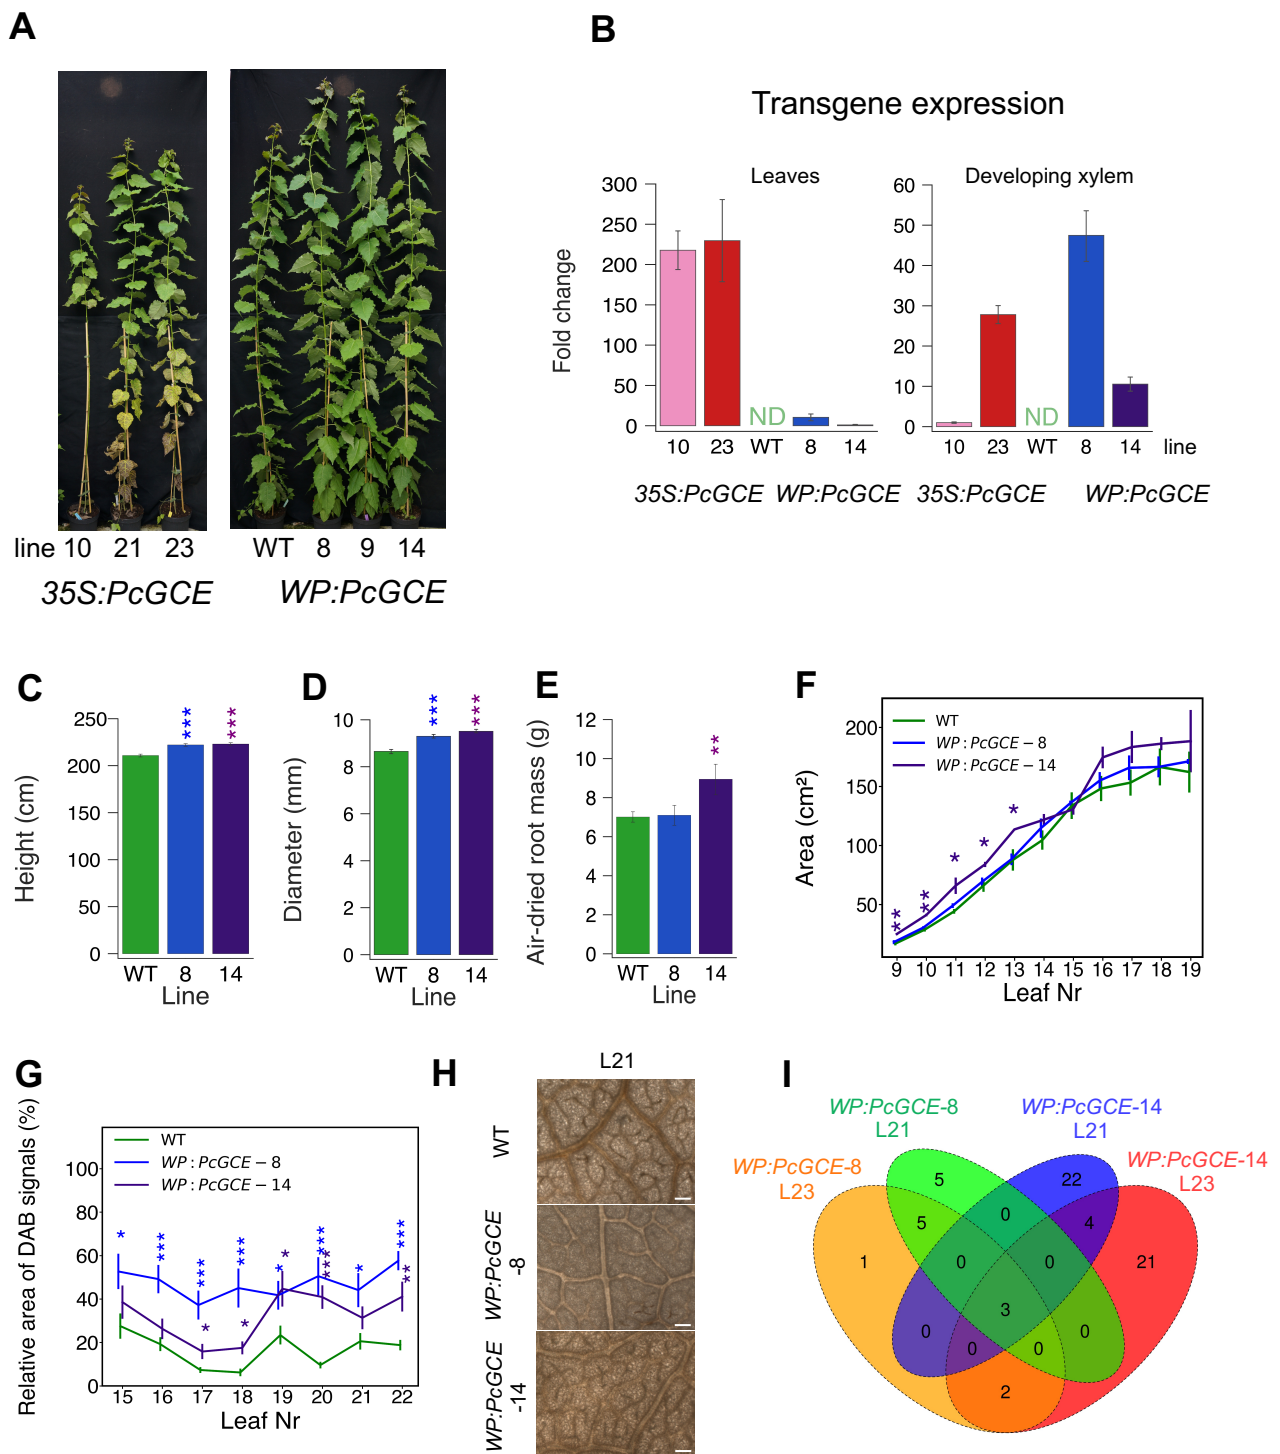 A
line 10 21 23 WT 8 9 14
35S:PcGCE WP:PcGCE
B
Transgene expression
Leaves
Fold change
300
250
200
150
100
50
0
ND
10 23 WT 8 14
35S:PcGCE WP:PcGCE
Developing xylem
60
50
40
30
20
10
0
ND
10 23 WT 8 14 line
35S:PcGCE WP:PcGCE
C
Height (cm)
250
200
150
100
50
0
***
***
WT 8 14
Line
D
Diameter (mm)
10
8
6
4
2
0
***
***
WT 8 14
Line
E
Air-dried root mass (g)
12
10
8
6
4
2
0
**
WT 8 14
Line
F
Area (cm²)
200
150
100
50
WT
WP : PcGCE − 8
WP : PcGCE − 14
**
**
*
*
*
9 10 11 12 13 14 15 16 17 18 19
Leaf Nr
G
Relative area of DAB signals (%)
100
80
60
40
20
0
WT
WP : PcGCE − 8
WP : PcGCE − 14
*
***
***
***
*
***
*
***
*
*
*
***
**
15 16 17 18 19 20 21 22
Leaf Nr
H
L21
WT
WP:PcGCE
-8
WP:PcGCE
-14
I
WP:PcGCE-8
L21
WP:PcGCE-14
L21
WP:PcGCE-8
L23
WP:PcGCE-14
L23
5
22
5
0
4
1
0
0
21
3
0
0
0
0
2